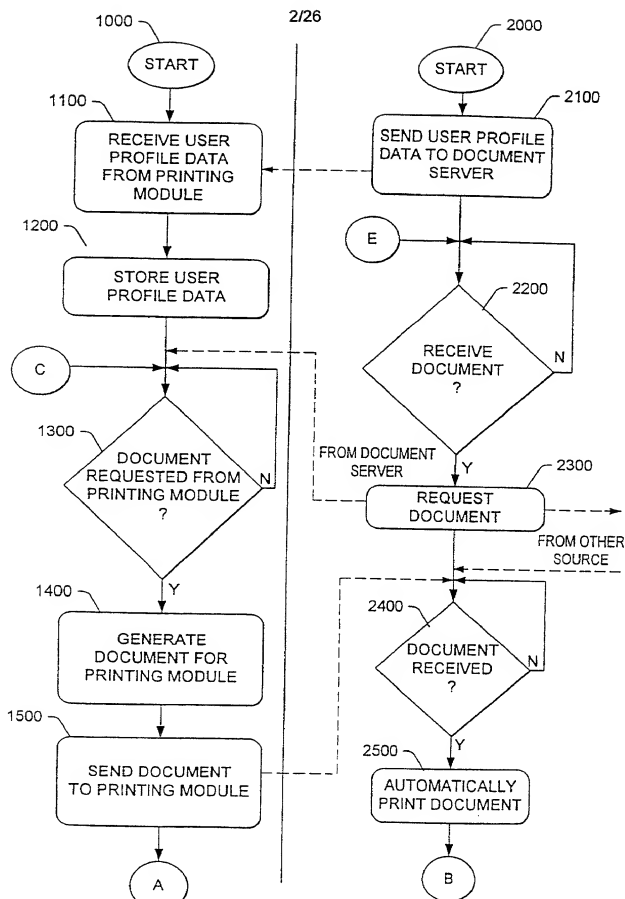 2/26
1000
START
1100
RECEIVE USER
PROFILE DATA
FROM PRINTING
MODULE
1200
STORE USER
PROFILE DATA
C
1300
DOCUMENT
REQUESTED FROM
PRINTING MODULE
?
N
Y
1400
GENERATE
DOCUMENT FOR
PRINTING MODULE
1500
SEND DOCUMENT
TO PRINTING MODULE
A
2000
START
2100
SEND USER PROFILE
DATA TO DOCUMENT
SERVER
E
2200
RECEIVE
DOCUMENT
?
N
Y
FROM DOCUMENT
SERVER
2300
REQUEST
DOCUMENT
FROM OTHER
SOURCE
2400
DOCUMENT
RECEIVED
?
N
Y
2500
AUTOMATICALLY
PRINT DOCUMENT
B